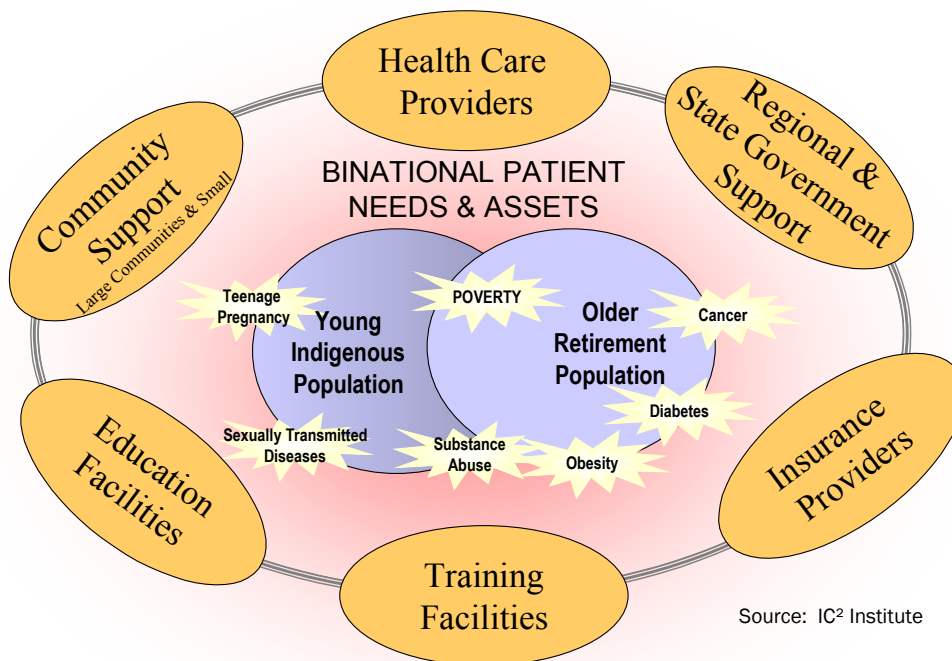 Health Care
Providers
Regional &
State Government
Support
Community
Support
Large Communities & Small
BINATIONAL PATIENT
NEEDS & ASSETS
Teenage
Pregnancy
Young
Indigenous
Population
POVERTY
Older
Retirement
Population
Cancer
Diabetes
Sexually Transmitted
Diseases
Substance
Abuse
Obesity
Education
Facilities
Insurance
Providers
Training
Facilities
Source: IC² Institute